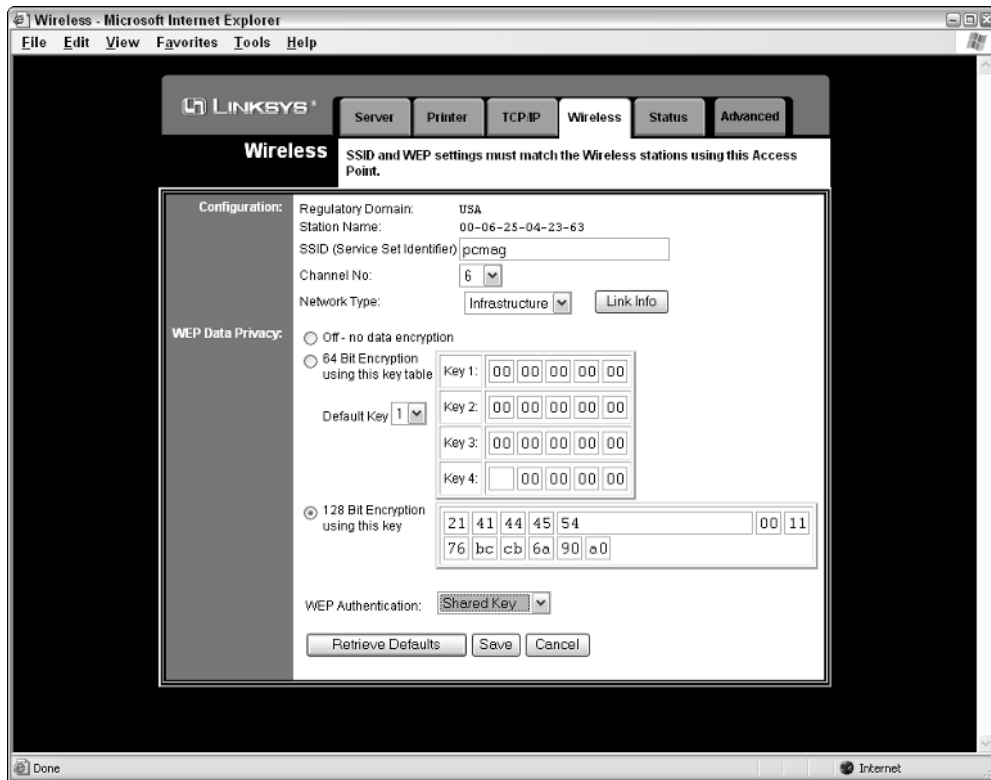 Wireless - Microsoft Internet Explorer
File Edit View Favorites Tools Help
LINKSYS®
Server Printer TCP/IP Wireless Status Advanced
Wireless
SSID and WEP settings must match the Wireless stations using this Access
Point.
Configuration:
Regulatory Domain: USA
Station Name: 00-06-25-04-23-63
SSID (Service Set Identifier) pcmag
Channel No: 6
Network Type: Infrastructure Link Info
WEP Data Privacy:
Off - no data encryption
64 Bit Encryption
using this key table
Default Key 1
Key 1: 00 00 00 00 00
Key 2: 00 00 00 00 00
Key 3: 00 00 00 00 00
Key 4: 00 00 00 00
128 Bit Encryption
using this key
21 41 44 45 54 00 11
76 bc cb 6a 90 a0
WEP Authentication: Shared Key
Retrieve Defaults Save Cancel
Done Internet